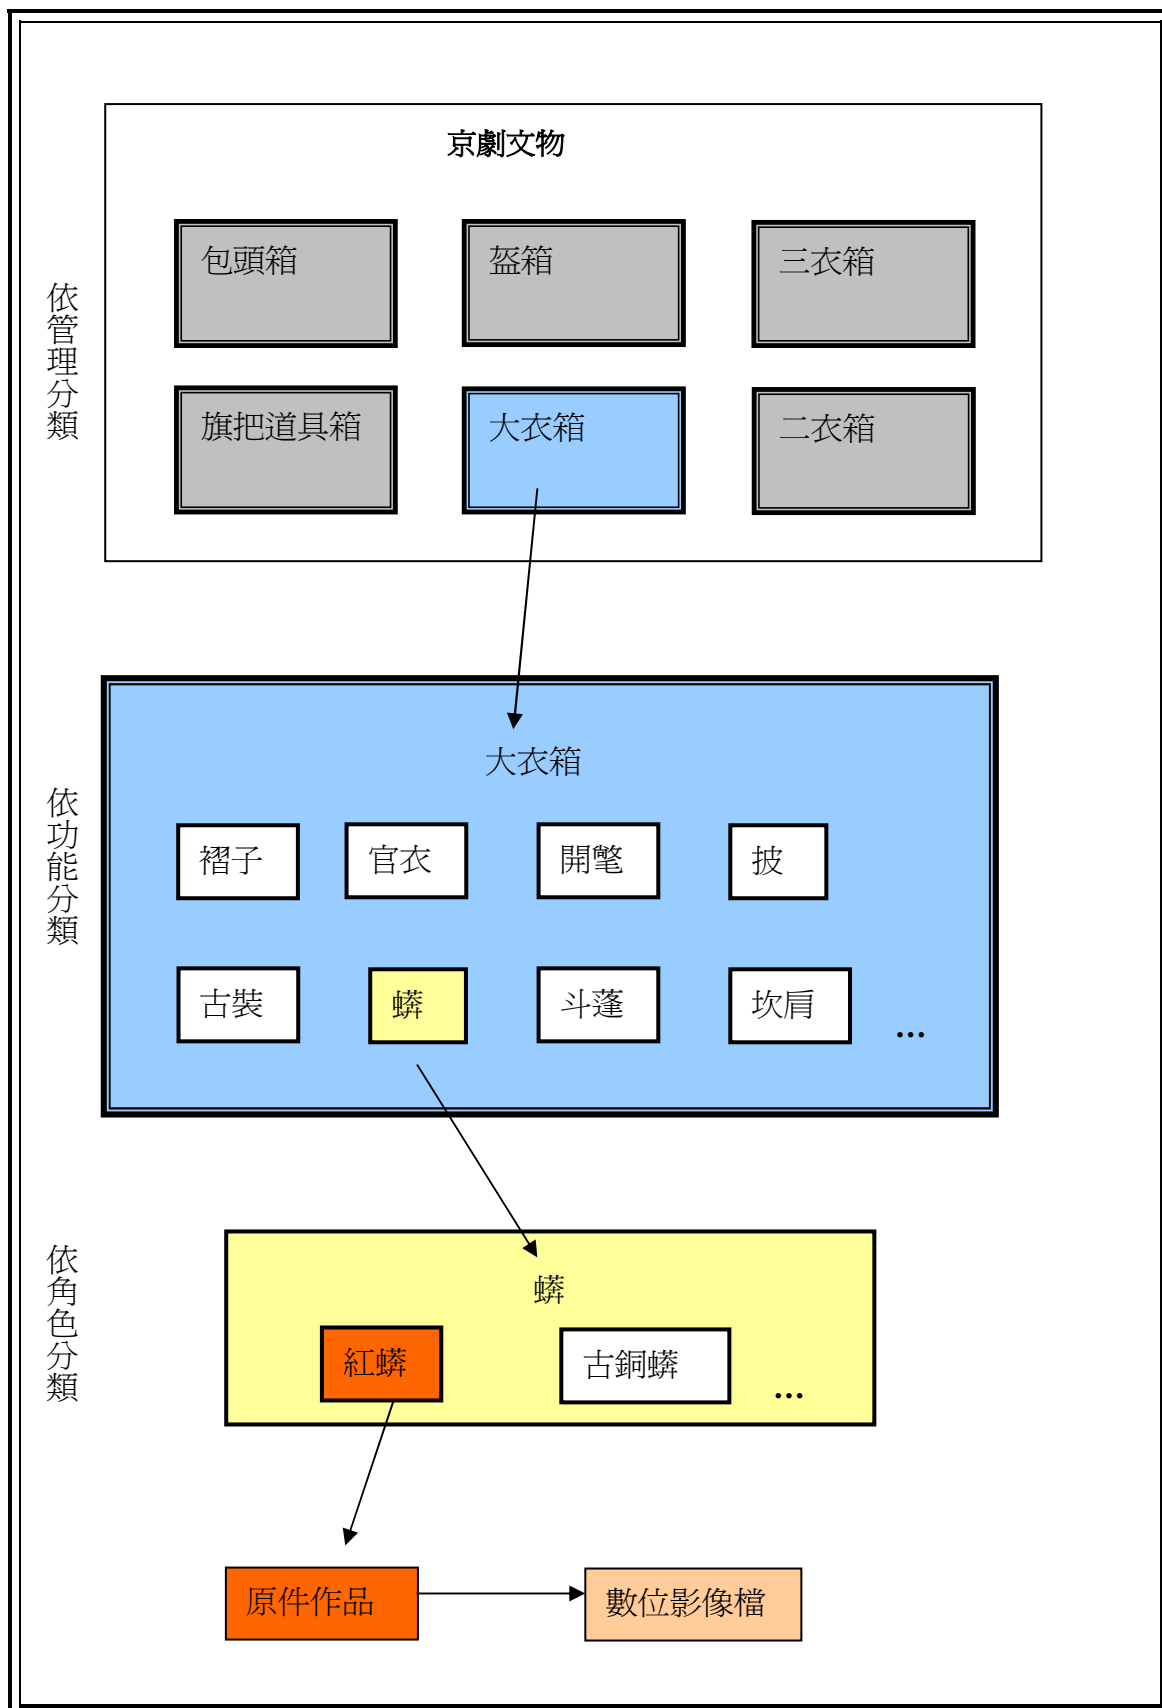 京劇文物
依管理分類
包頭箱
盔箱
三衣箱
旗把道具箱
大衣箱
二衣箱
依功能分類
大衣箱
褶子
官衣
開氅
披
古裝
蟒
斗蓬
坎肩
...
依角色分類
蟒
紅蟒
古銅蟒
...
原件作品
數位影像檔